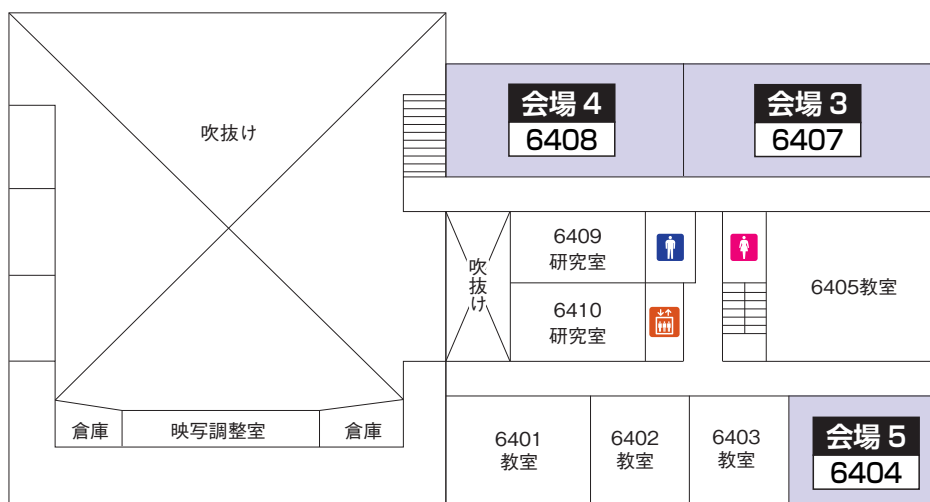 会場 4
6408
会場 3
6407
吹抜け
吹抜け
6409
研究室
6410
研究室
6405教室
倉庫
映写調整室
倉庫
6401
教室
6402
教室
6403
教室
会場 5
6404